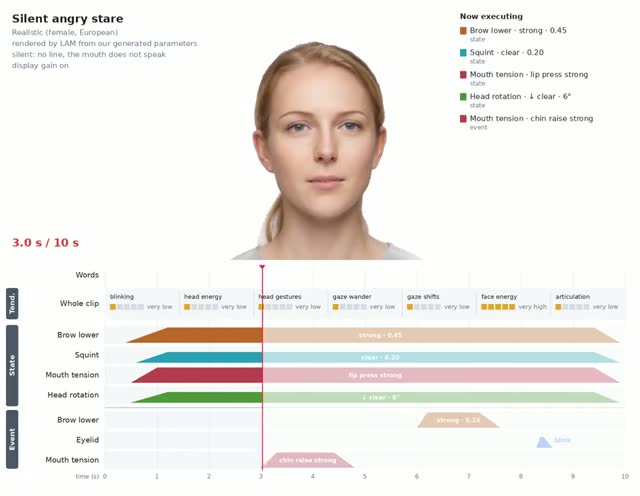 Silent angry stare
Realistic (female, European)
rendered by LAM from our generated parameters
silent: no line, the mouth does not speak
display gain on
3.0 s / 10 s
Now executing
Brow lower · strong · 0.45
state
Squint · clear · 0.20
state
Mouth tension · lip press strong
state
Head rotation · ↓ clear · 6°
state
Mouth tension · chin raise strong
event
Words
Tend.
Whole clip
blinking
very low
head energy
very low
head gestures
very low
gaze wander
very low
gaze shifts
very low
face energy
very high
articulation
very low
State
Brow lower
strong · 0.45
Squint
clear · 0.20
Mouth tension
lip press strong
Head rotation
↓ clear · 6°
Event
Brow lower
strong · 0.24
Eyelid
blink
Mouth tension
chin raise strong
time (s)
0 1 2 3 4 5 6 7 8 9 10